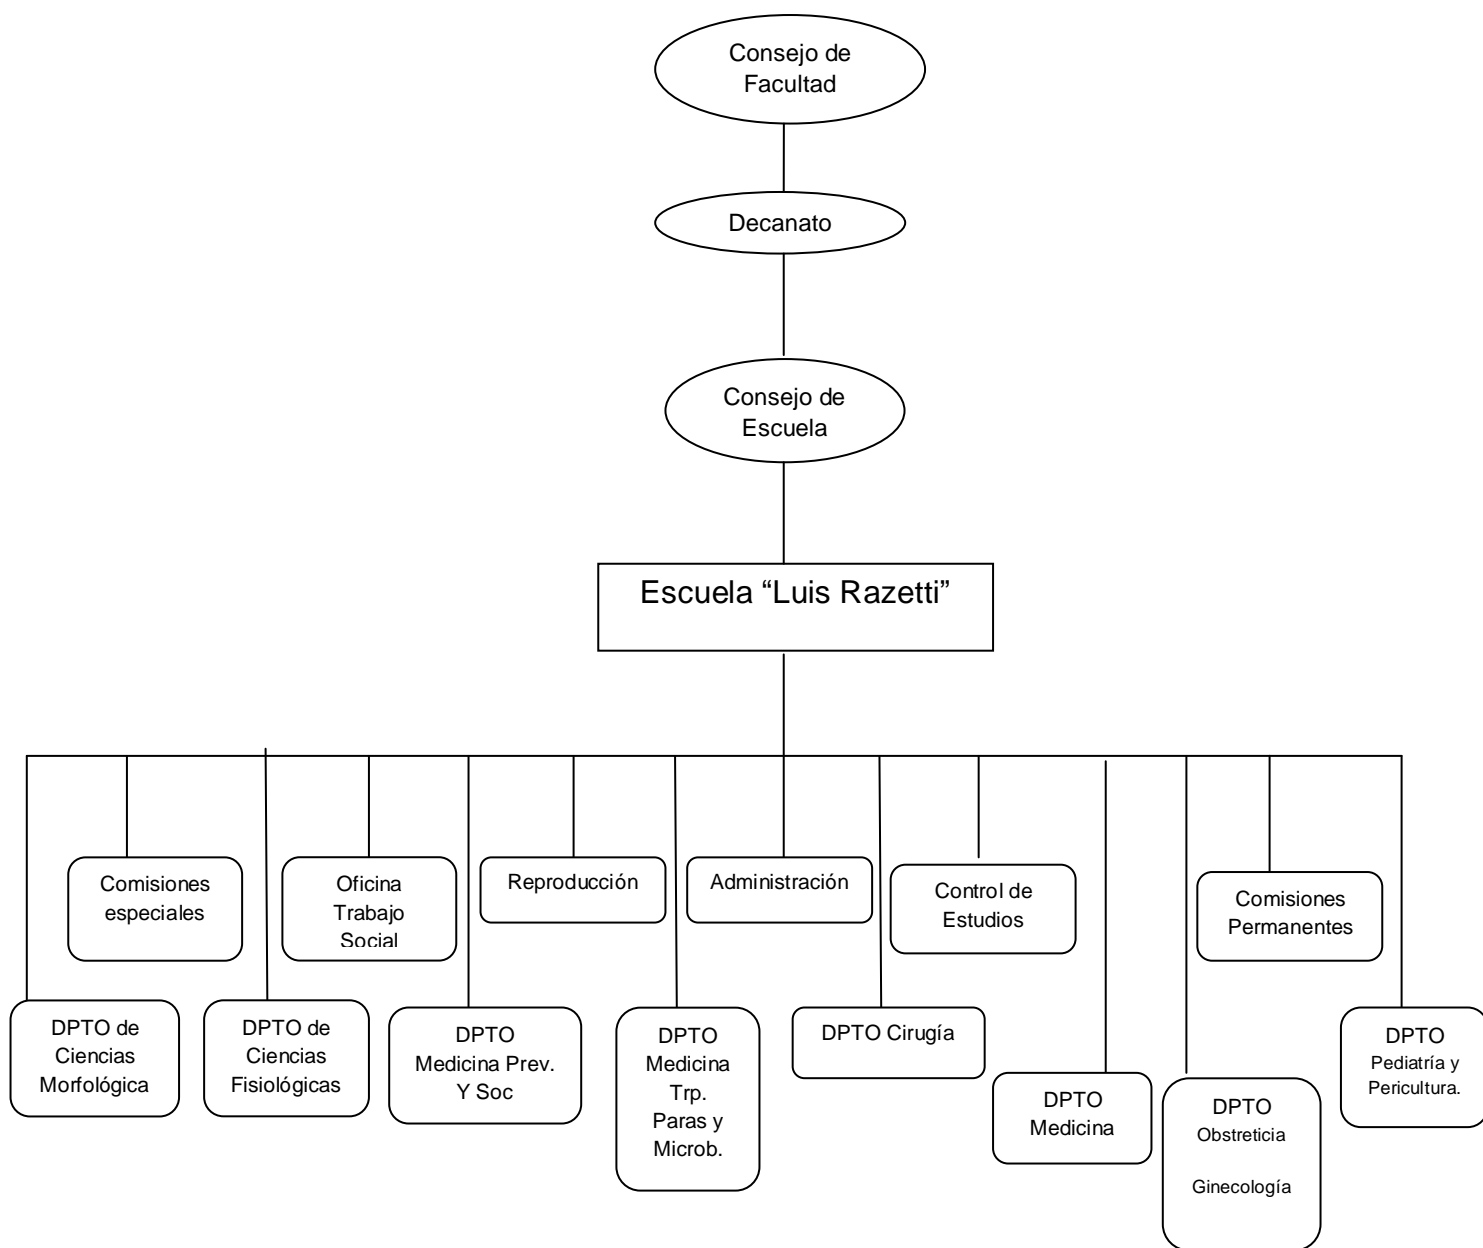 Consejo de
Facultad
Decanato
Consejo de
Escuela
Escuela “Luis Razetti”
Comisiones
especiales
Oficina
Trabajo
Social
Reproducción
Administración
Control de
Estudios
Comisiones
Permanentes
DPTO de
Ciencias
Morfológica
DPTO de
Ciencias
Fisiológicas
DPTO
Medicina Prev.
Y Soc
DPTO
Medicina
Trp.
Paras y
Microb.
DPTO Cirugía
DPTO
Medicina
DPTO
Obstreticia
Ginecología
DPTO
Pediatría y
Pericultura.